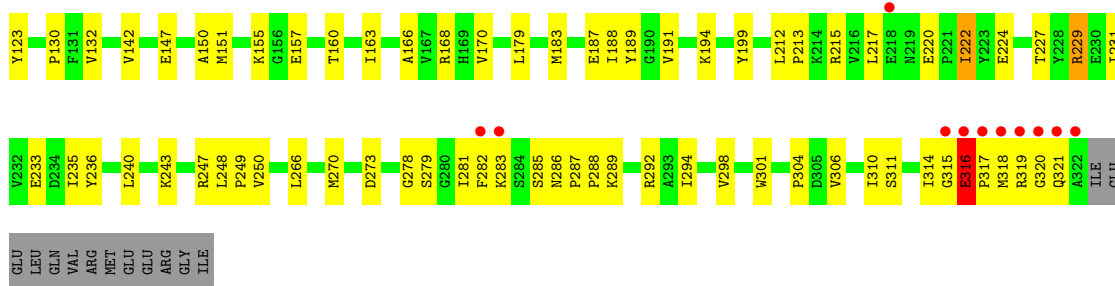 Y123 P130 F131 V132 V142 E147 A150 M151 K155 G156 E157 T160 I163 A166 V167 R168 H169 V170 L179 M183 E187 I188 Y189 G190 V191 K194 Y199 L212 P213 K214 R215 V216 L217 E218 N219 E220 P221 I222 Y223 E224 T227 Y228 R229 E230 I231
V232 E233 D234 I235 Y236 L240 K243 R247 L248 P249 V250 L266 M270 D273 G278 S279 G280 I281 F282 K283 S284 S285 N286 P287 P288 K289 R292 A293 I294 V298 W301 P304 D305 V306 I310 S311 I314 G315 E316 P317 M318 R319 G320 Q321 A322 ILE GLU
GLU LEU GLN VAL ARG MET GLU GLU ARG GLY ILE